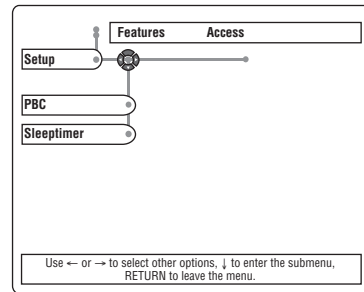 Features Access
Setup
PBC
Sleeptimer
Use ← or → to select other options, ↓ to enter the submenu,
RETURN to leave the menu.